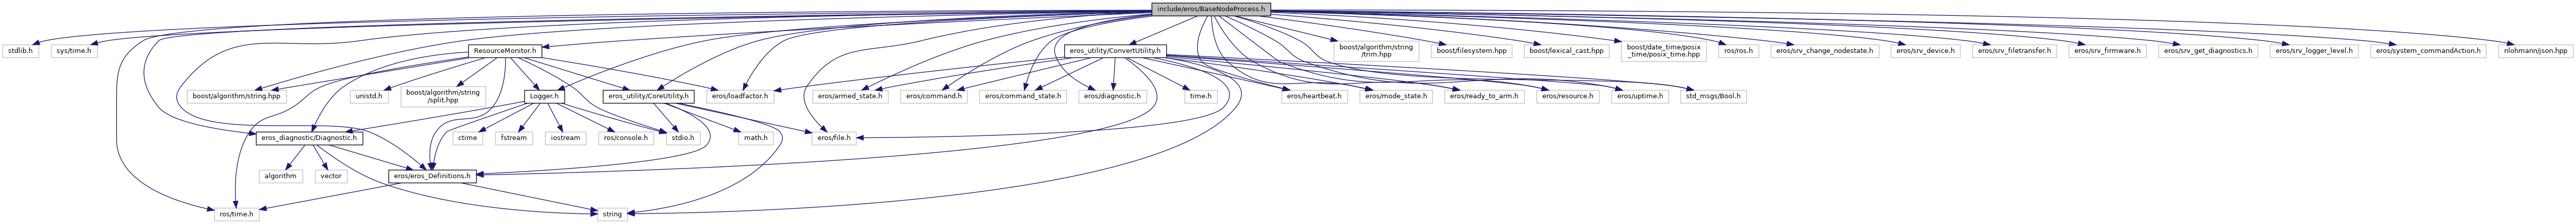 include/eros/BaseNodeProcess.h
stdlib.h
sys/time.h
ResourceMonitor.h
eros_utility/ConvertUtility.h
boost/algorithm/string
/trim.hpp
boost/filesystem.hpp
boost/lexical_cast.hpp
boost/date_time/posix
_time/posix_time.hpp
ros/ros.h
eros/srv_change_nodestate.h
eros/srv_device.h
eros/srv_filetransfer.h
eros/srv_firmware.h
eros/srv_get_diagnostics.h
eros/srv_logger_level.h
eros/system_commandAction.h
nlohmann/json.hpp
boost/algorithm/string.hpp
unistd.h
boost/algorithm/string
/split.hpp
Logger.h
eros_utility/CoreUtility.h
eros/loadfactor.h
eros/armed_state.h
eros/command.h
eros/command_state.h
eros/diagnostic.h
time.h
eros/heartbeat.h
eros/mode_state.h
eros/ready_to_arm.h
eros/resource.h
eros/uptime.h
std_msgs/Bool.h
eros_diagnostic/Diagnostic.h
ctime
fstream
iostream
ros/console.h
stdio.h
math.h
eros/file.h
algorithm
vector
eros/eros_Definitions.h
ros/time.h
string